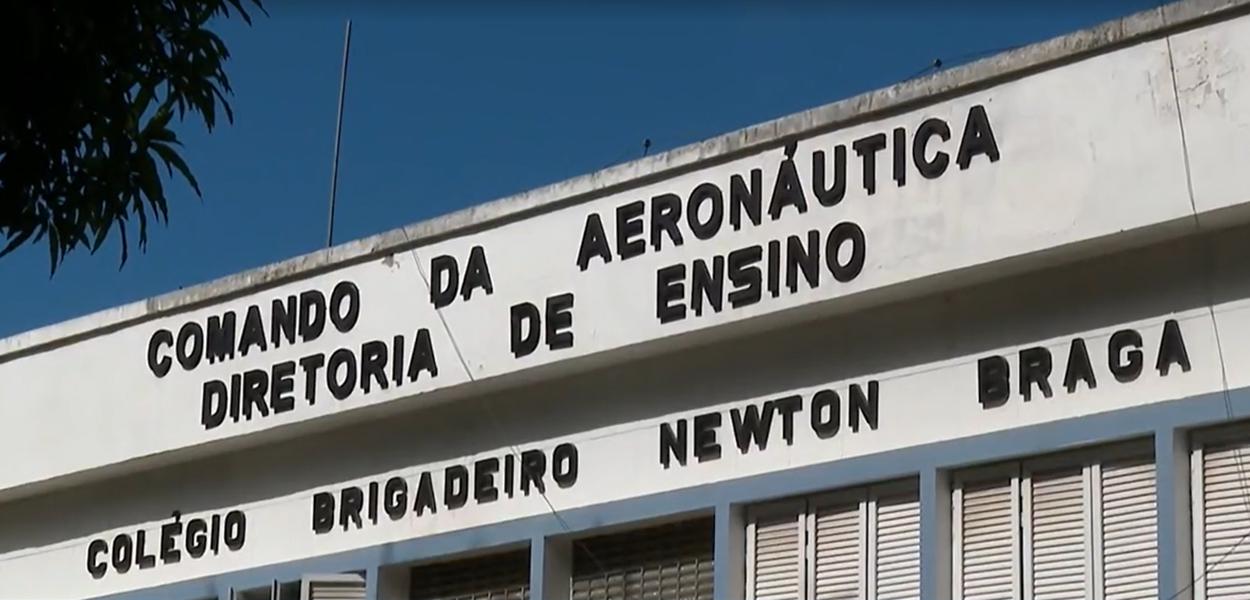 COMANDO DA AERONÁUTICA
DIRETORIA DE ENSINO
COLÉGIO BRIGADEIRO NEWTON BRAGA